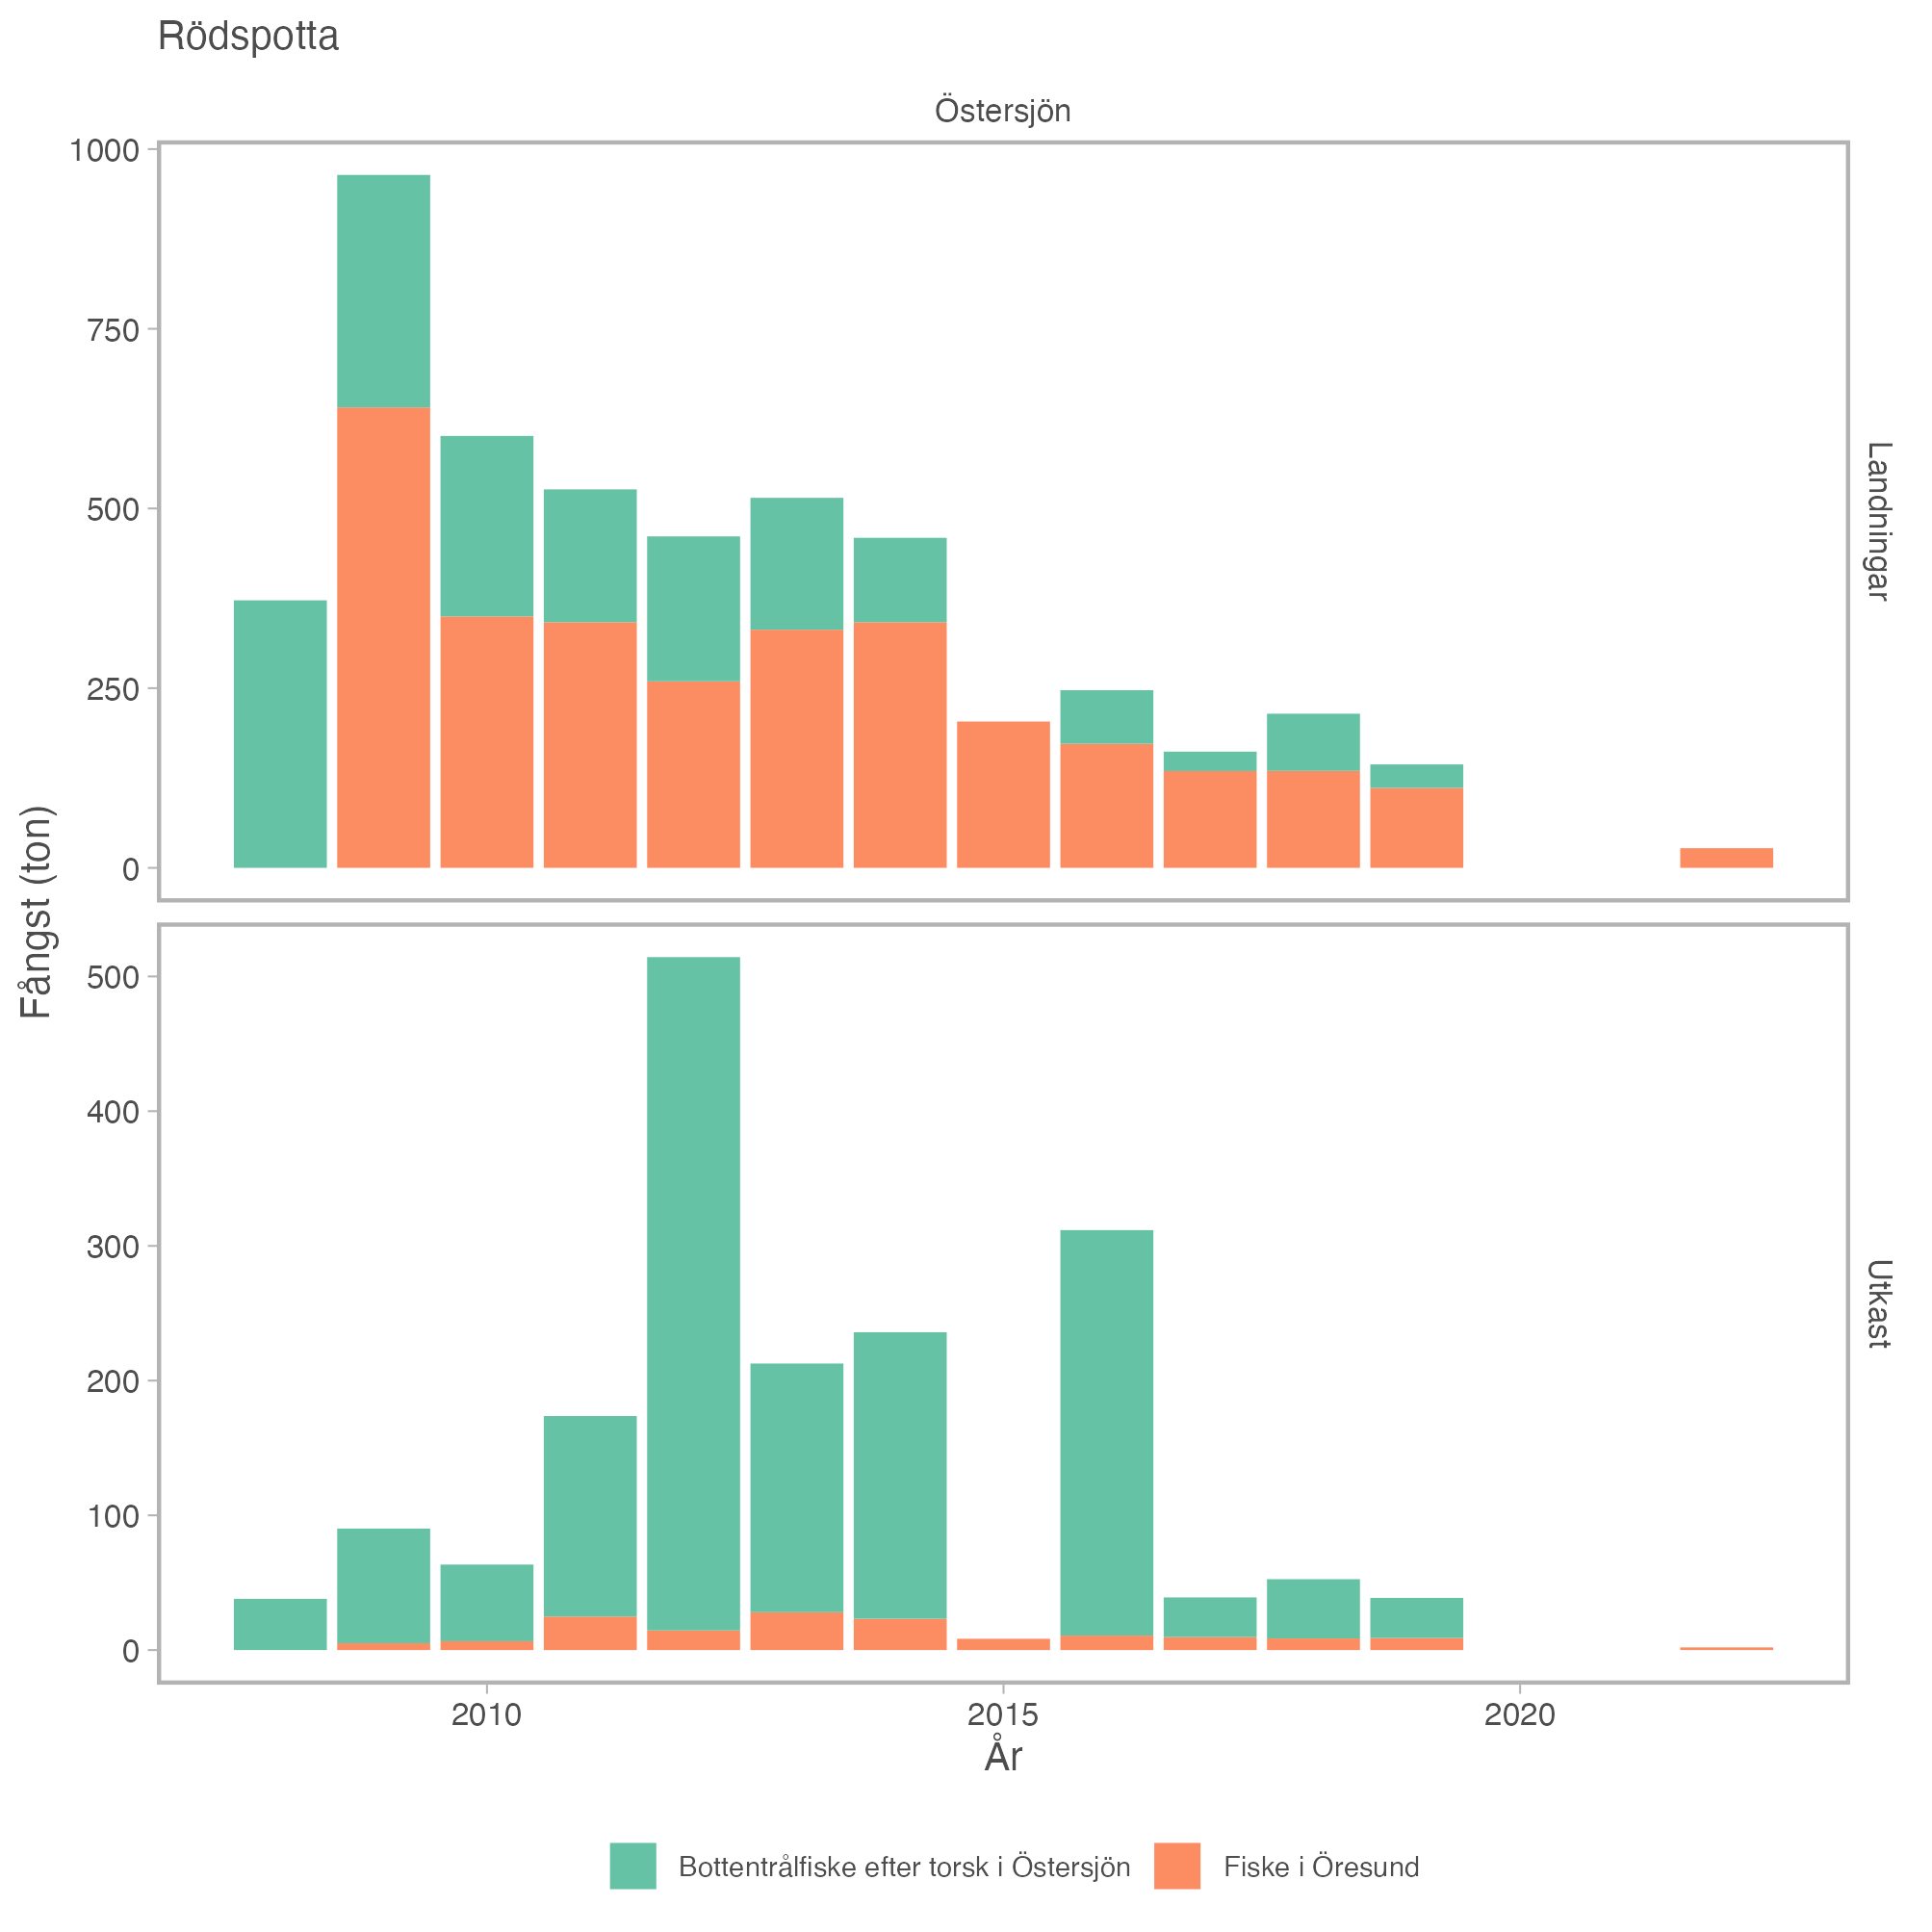 Rödspotta
Östersjön
1000
750
500
250
0
Landningar
Fångst (ton)
500
400
300
200
100
0
Utkast
2010 2015 2020
År
Bottentrålfiske efter torsk i Östersjön Fiske i Öresund